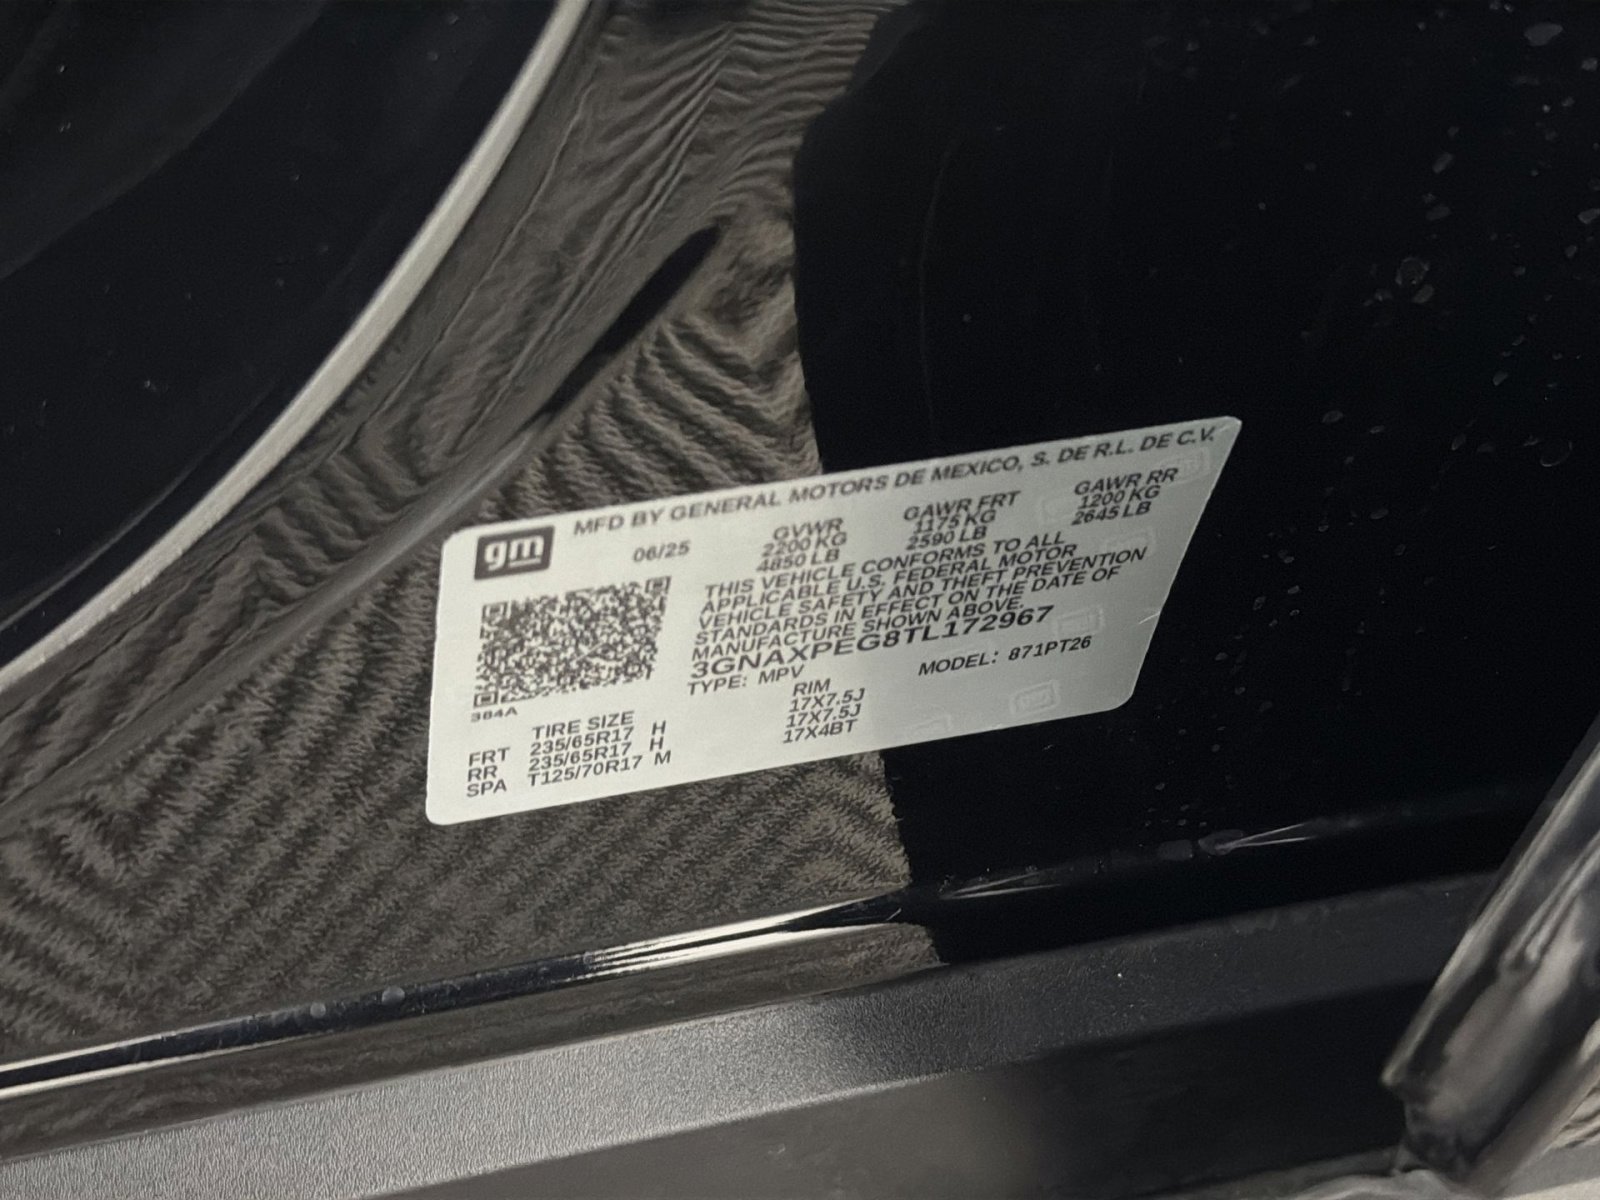 MFD BY GENERAL MOTORS DE MEXICO, S. DE R.L. DE C.V.
gm
06/25
GVWR GAWR FRT GAWR RR
2200 KG 1175 KG 1200 KG
4850 LB 2590 LB 2645 LB
THIS VEHICLE CONFORMS TO ALL
APPLICABLE U.S. FEDERAL MOTOR
VEHICLE SAFETY AND THEFT PREVENTION
STANDARDS IN EFFECT ON THE DATE OF
MANUFACTURE SHOWN ABOVE.
3GNAXPEG8TL172967
TYPE: MPV MODEL: 871PT26
384A
TIRE SIZE RIM
FRT 235/65R17 H 17X7.5J
RR 235/65R17 H 17X7.5J
SPA T125/70R17 M 17X4BT